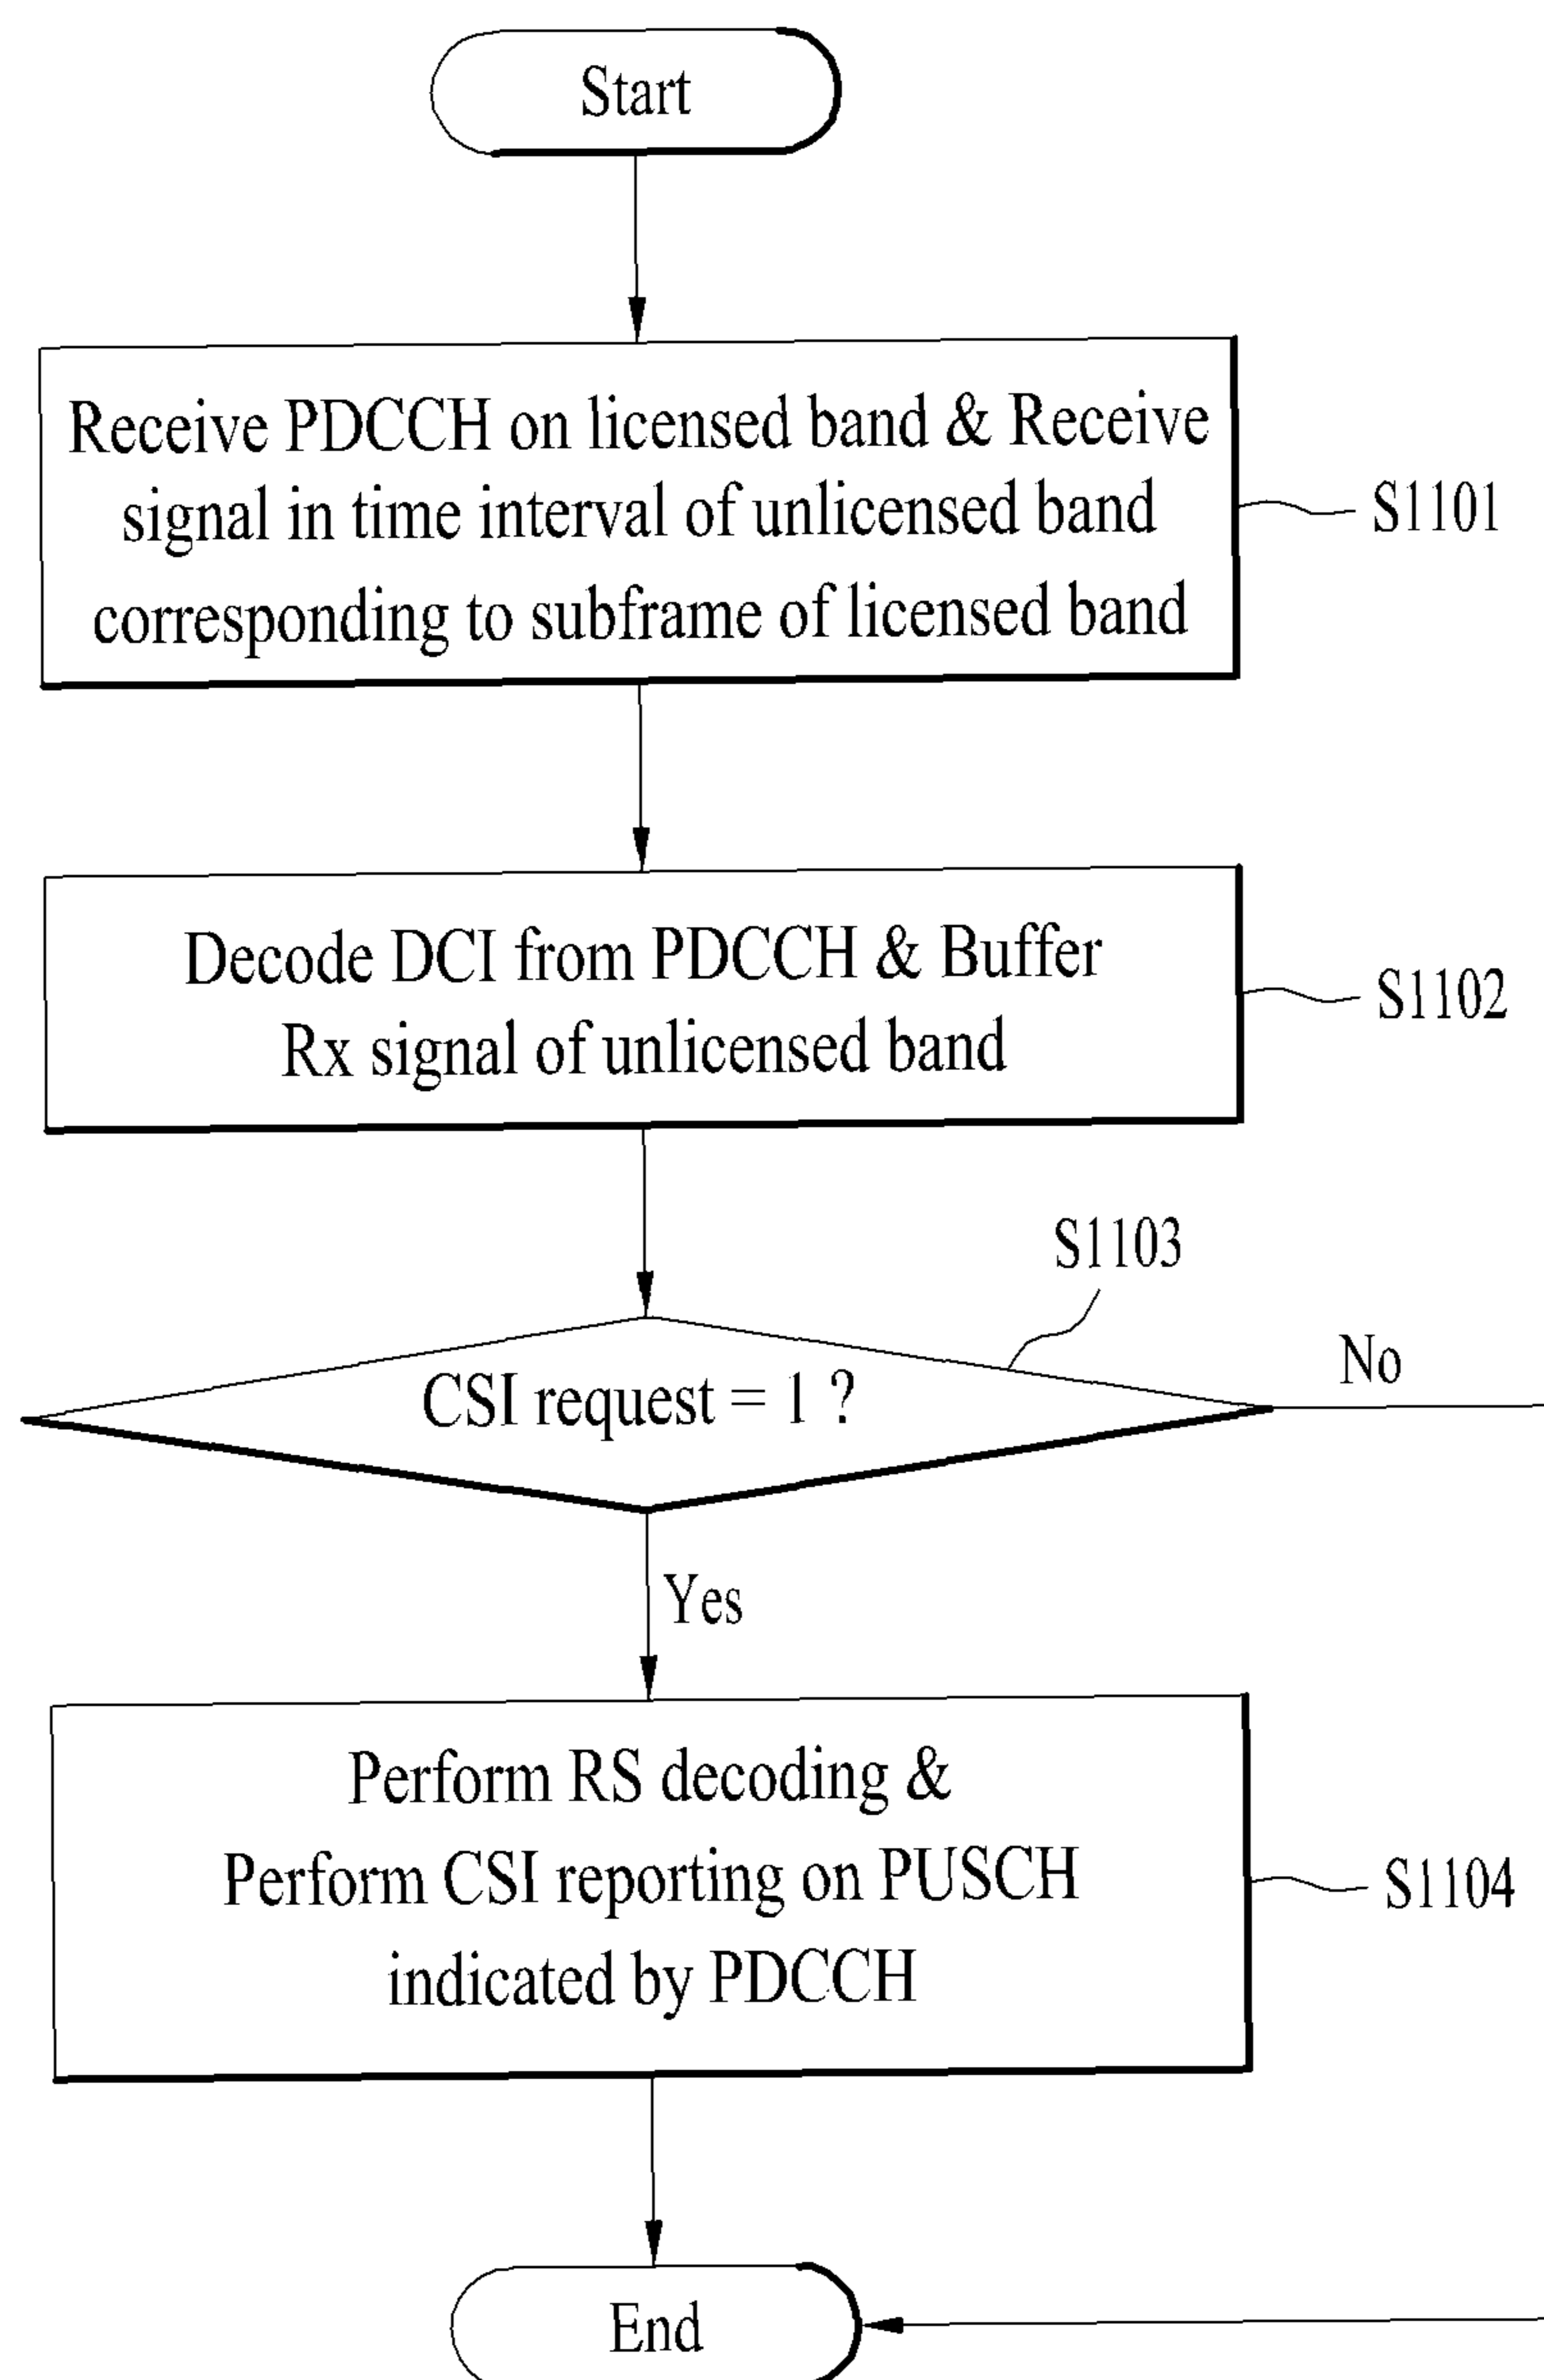 Start
Receive PDCCH on licensed band & Receive
signal in time interval of unlicensed band
corresponding to subframe of licensed band
S1101
Decode DCI from PDCCH & Buffer
Rx signal of unlicensed band
S1102
S1103
CSI request = 1 ?
No
Yes
Perform RS decoding &
Perform CSI reporting on PUSCH
indicated by PDCCH
S1104
End